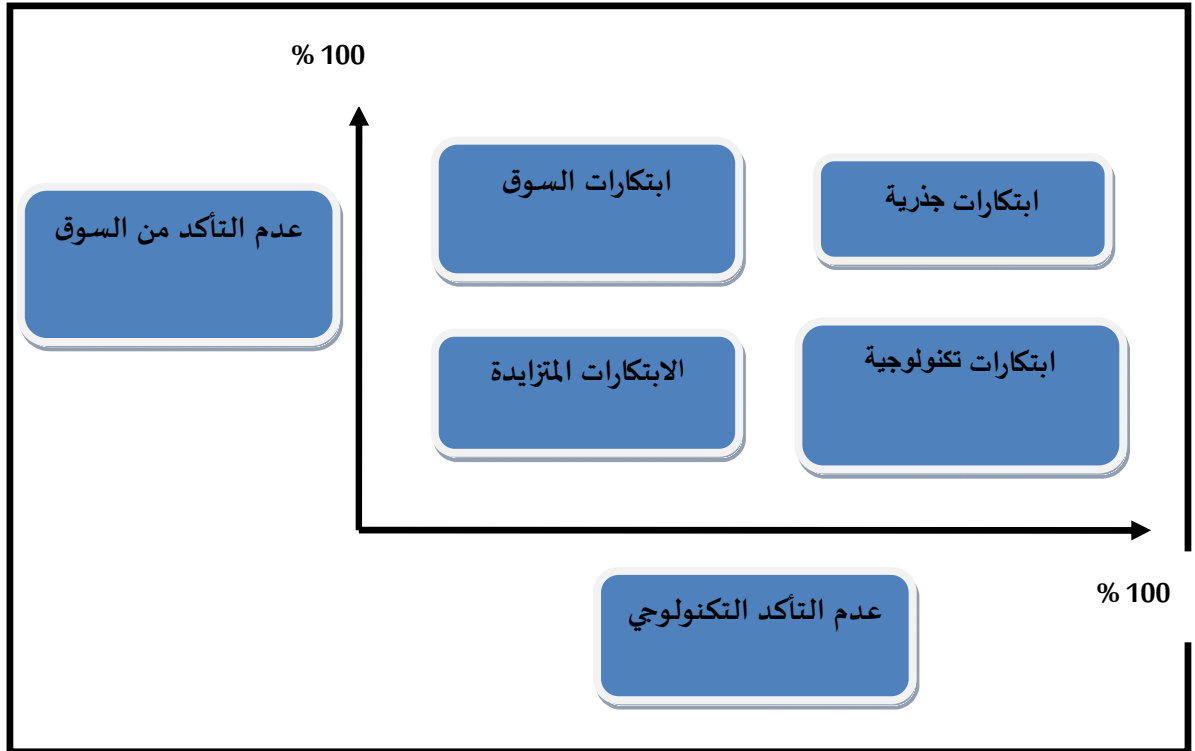 % 100
ابتكارات السوق
ابتكارات جذرية
عدم التأكد من السوق
الابتكارات المتزايدة
ابتكارات تكنولوجية
% 100
عدم التأكد التكنولوجي